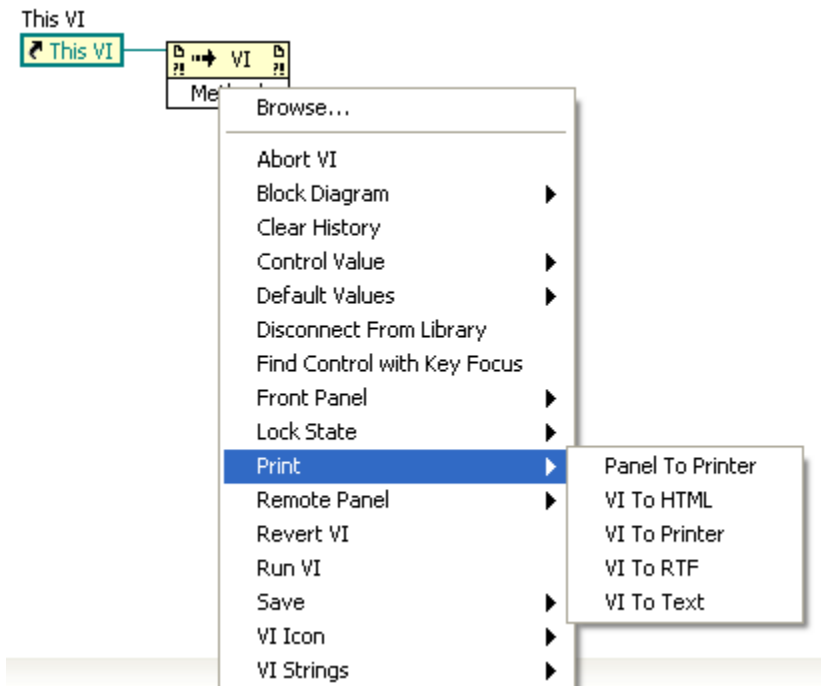 This VI
This VI
?! VI ?!
Browse...
Abort VI
Block Diagram
Clear History
Control Value
Default Values
Disconnect From Library
Find Control with Key Focus
Front Panel
Lock State
Print
Panel To Printer
Remote Panel
VI To HTML
Revert VI
VI To Printer
Run VI
VI To RTF
Save
VI To Text
VI Icon
VI Strings